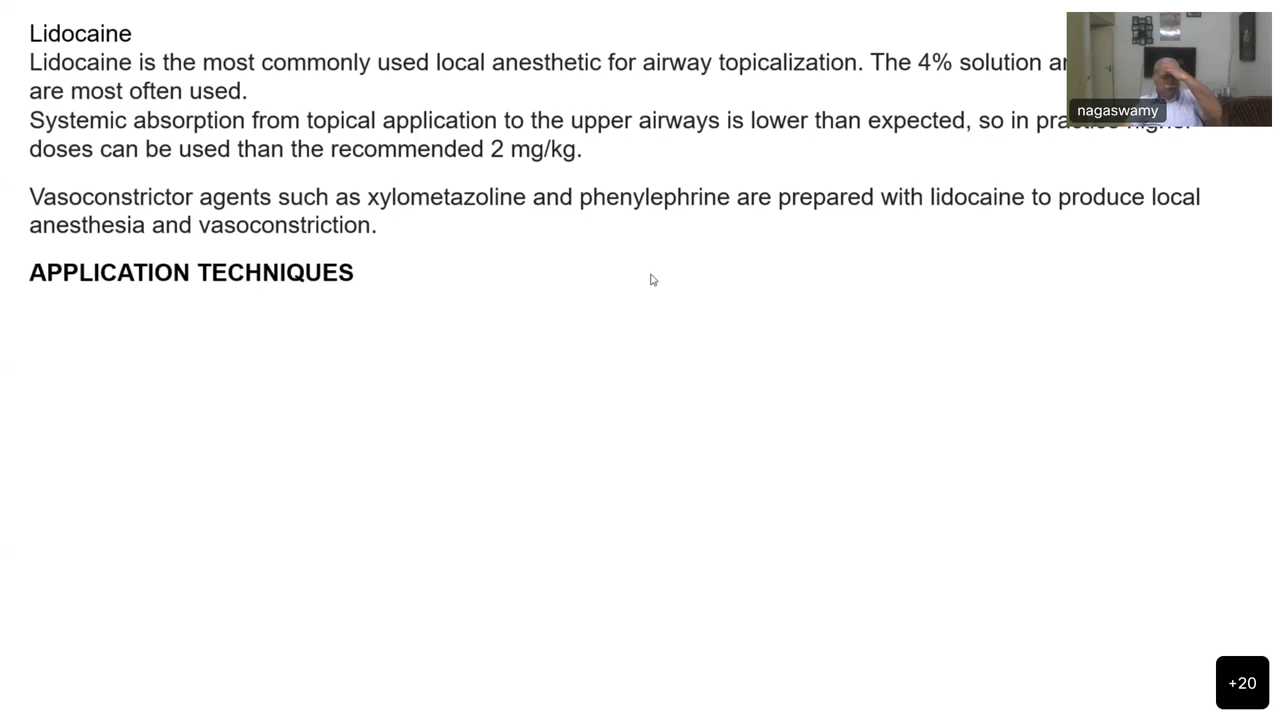 Lidocaine
Lidocaine is the most commonly used local anesthetic for airway topicalization. The 4% solution
are most often used.
Systemic absorption from topical application to the upper airways is lower than expected, so in
doses can be used than the recommended 2 mg/kg.
Vasoconstrictor agents such as xylometazoline and phenylephrine are prepared with lidocaine to produce local
anesthesia and vasoconstriction.
APPLICATION TECHNIQUES
nagaswamy
+20